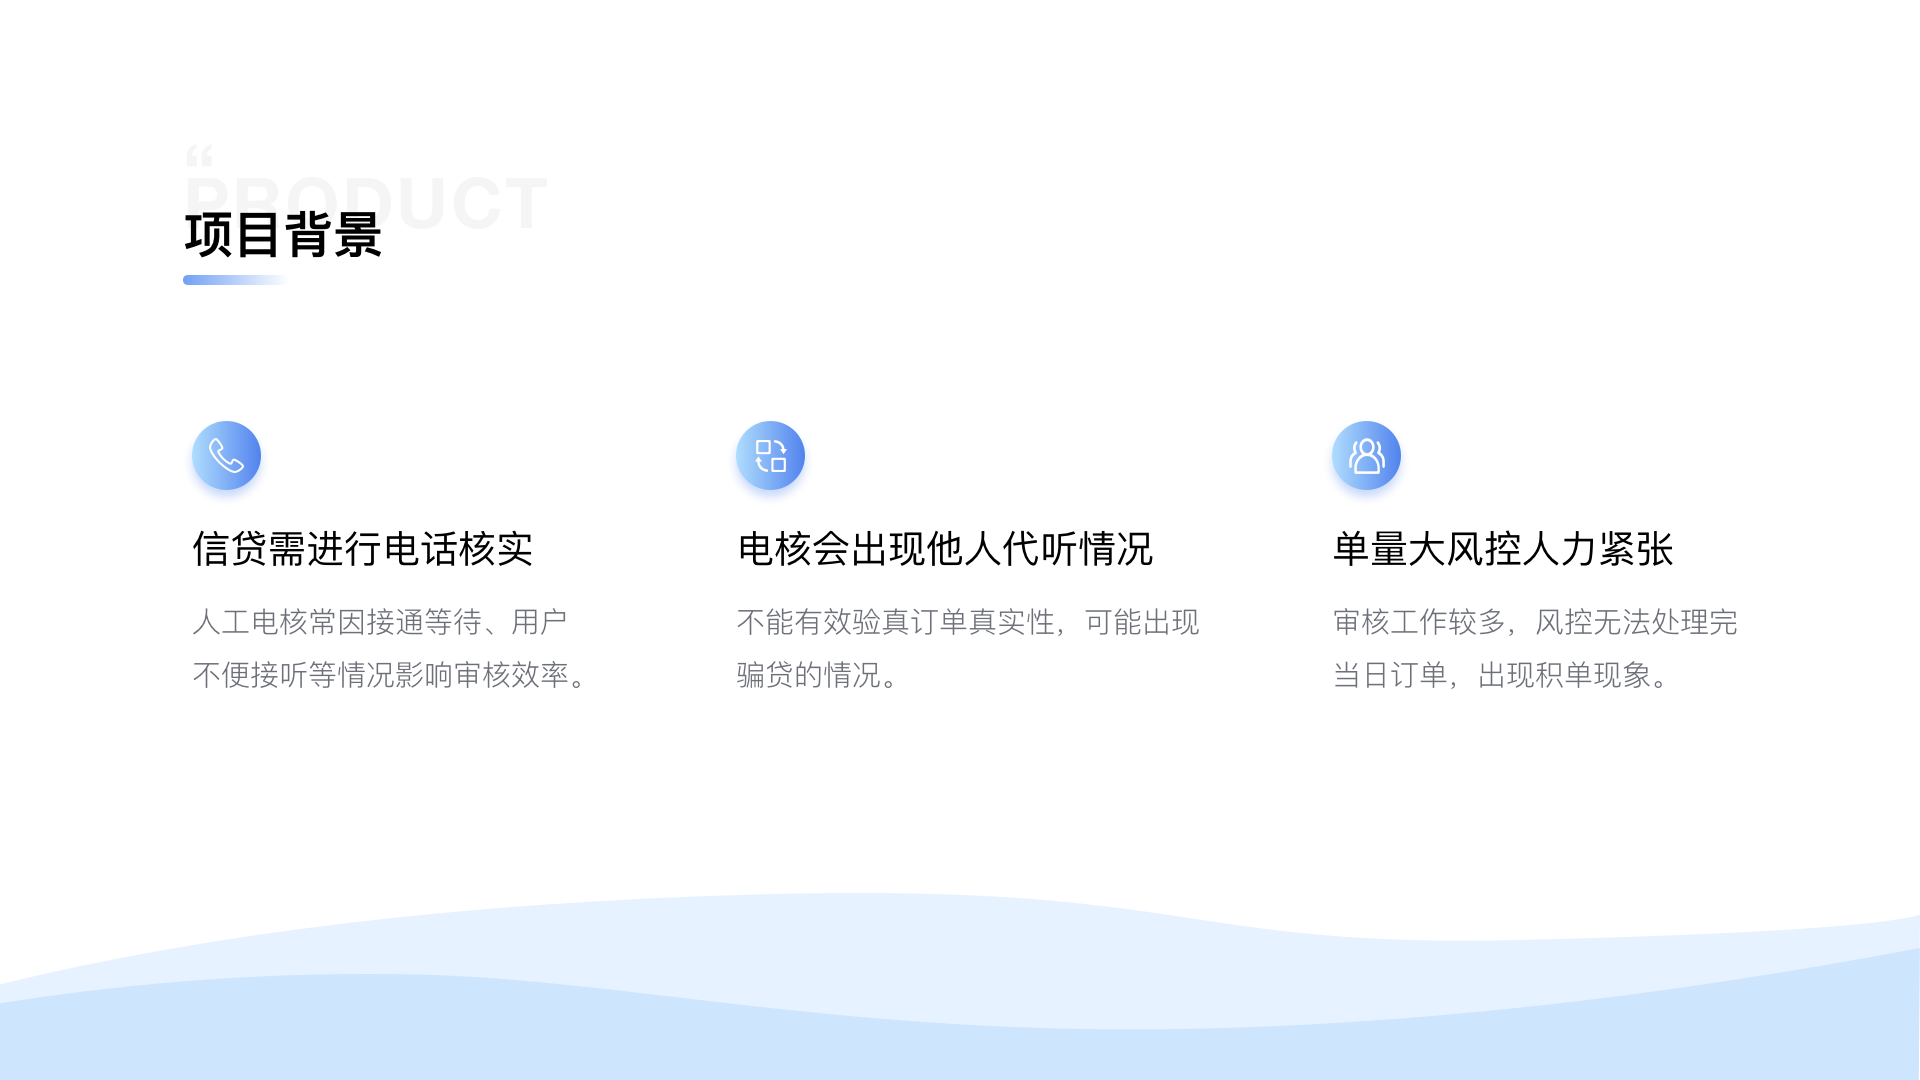 “
PRODUCT
项目背景
信贷需进行电话核实
人工电核常因接通等待、用户
不便接听等情况影响审核效率。
电核会出现他人代听情况
不能有效验真订单真实性，可能出现
骗贷的情况。
单量大风控人力紧张
审核工作较多，风控无法处理完
当日订单，出现积单现象。